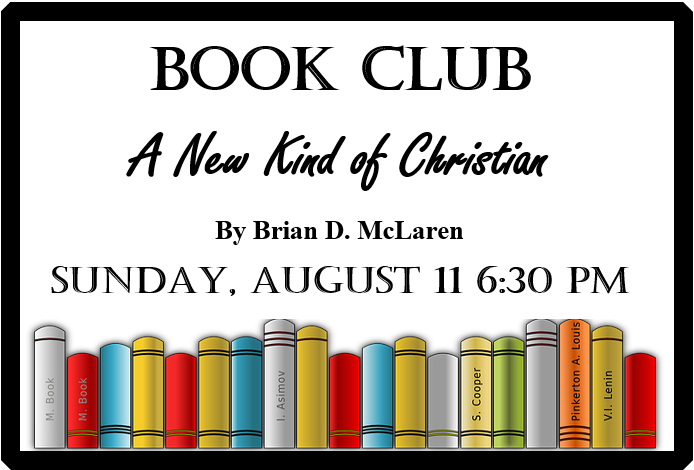 BOOK CLUB
A New Kind of Christian
By Brian D. McLaren
SUNDAY, AUGUST 11 6:30 PM
M. Book
M. Book
I. Asimov
S. Cooper
Pinkerton A. Louis
V.I. Lenin